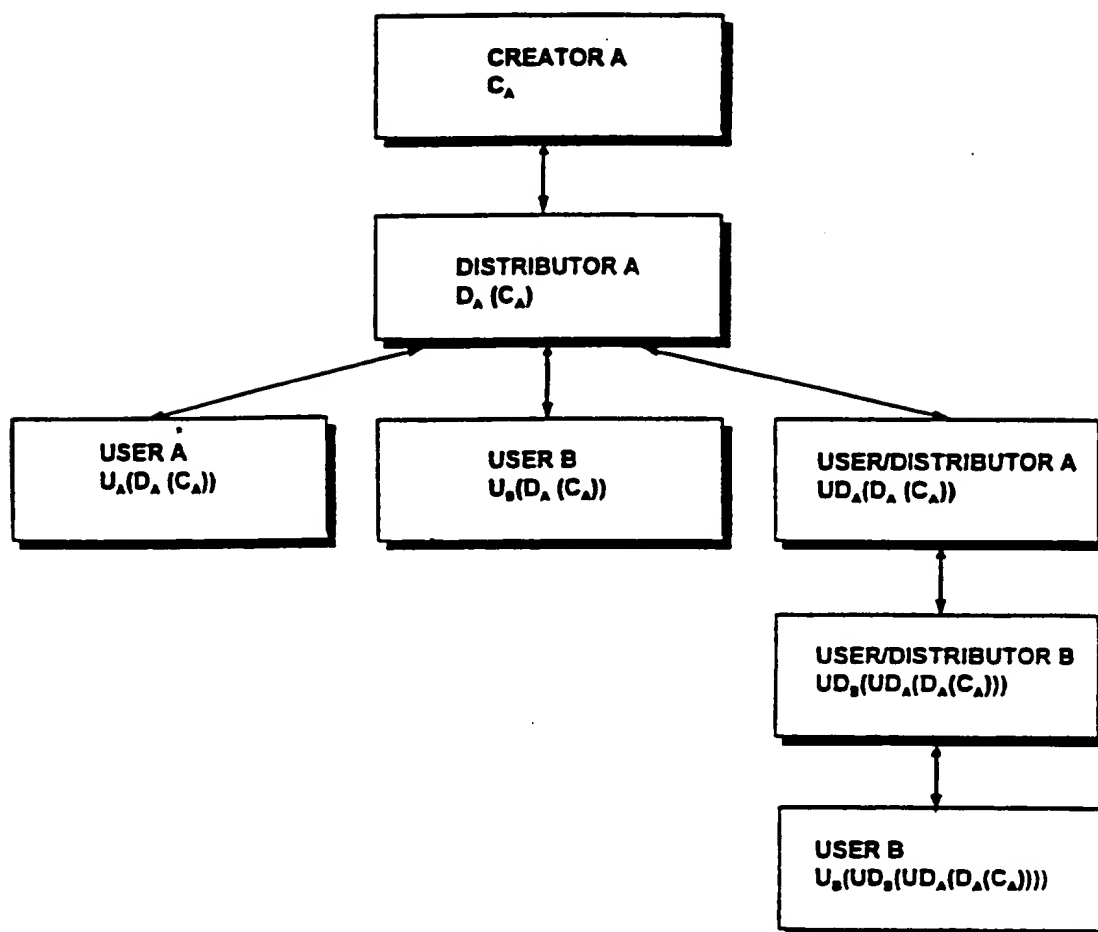 CREATOR A
C_A
DISTRIBUTOR A
D_A (C_A)
USER A
U_A(D_A (C_A))
USER B
U_B(D_A (C_A))
USER/DISTRIBUTOR A
UD_A(D_A (C_A))
USER/DISTRIBUTOR B
UD_B(UD_A(D_A(C_A)))
USER B
U_B(UD_B(UD_A(D_A(C_A))))